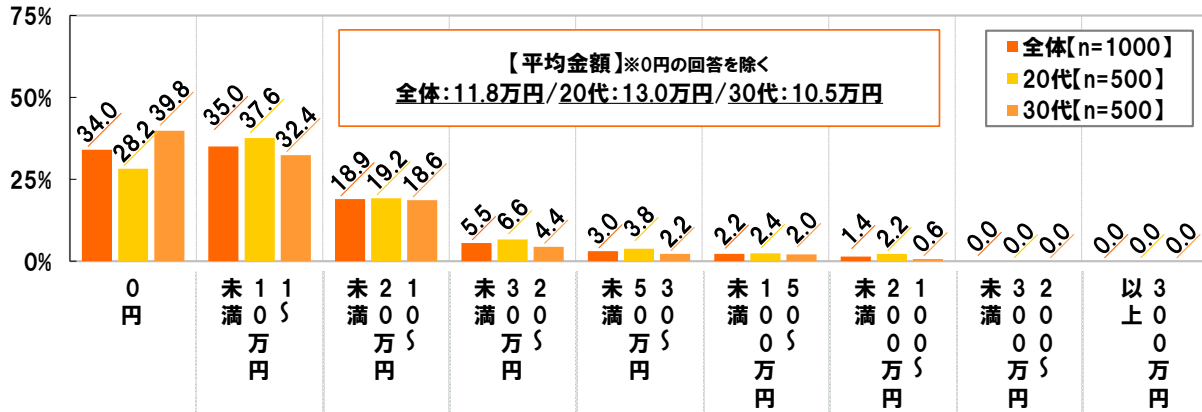 75%
50%
25%
0%
【平均金額】※0円の回答を除く
全体：11.8万円/20代：13.0万円/30代：10.5万円
全体【n=1000】
20代【n=500】
30代【n=500】
34.0
28.2
39.8
35.0
37.6
32.4
18.9
19.2
18.6
5.5
6.6
4.4
3.0
3.8
2.2
2.2
2.4
2.0
1.4
2.2
0.6
0.0
0.0
0.0
0.0
0.0
0.0
0円
1～
10万円
未満
10～
20万円
未満
20～
30万円
未満
30～
50万円
未満
50～
100万円
未満
100～
200万円
未満
200～
300万円
未満
300万円
以上